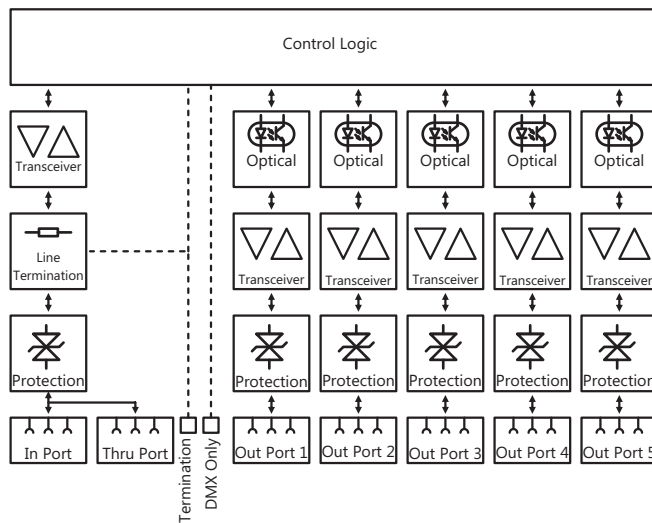 Control Logic
Transceiver
Optical
Optical
Optical
Optical
Optical
Line
Termination
Transceiver
Transceiver
Transceiver
Transceiver
Transceiver
Protection
Protection
Protection
Protection
Protection
Protection
In Port
Thru Port
Termination
DMX Only
Out Port 1
Out Port 2
Out Port 3
Out Port 4
Out Port 5